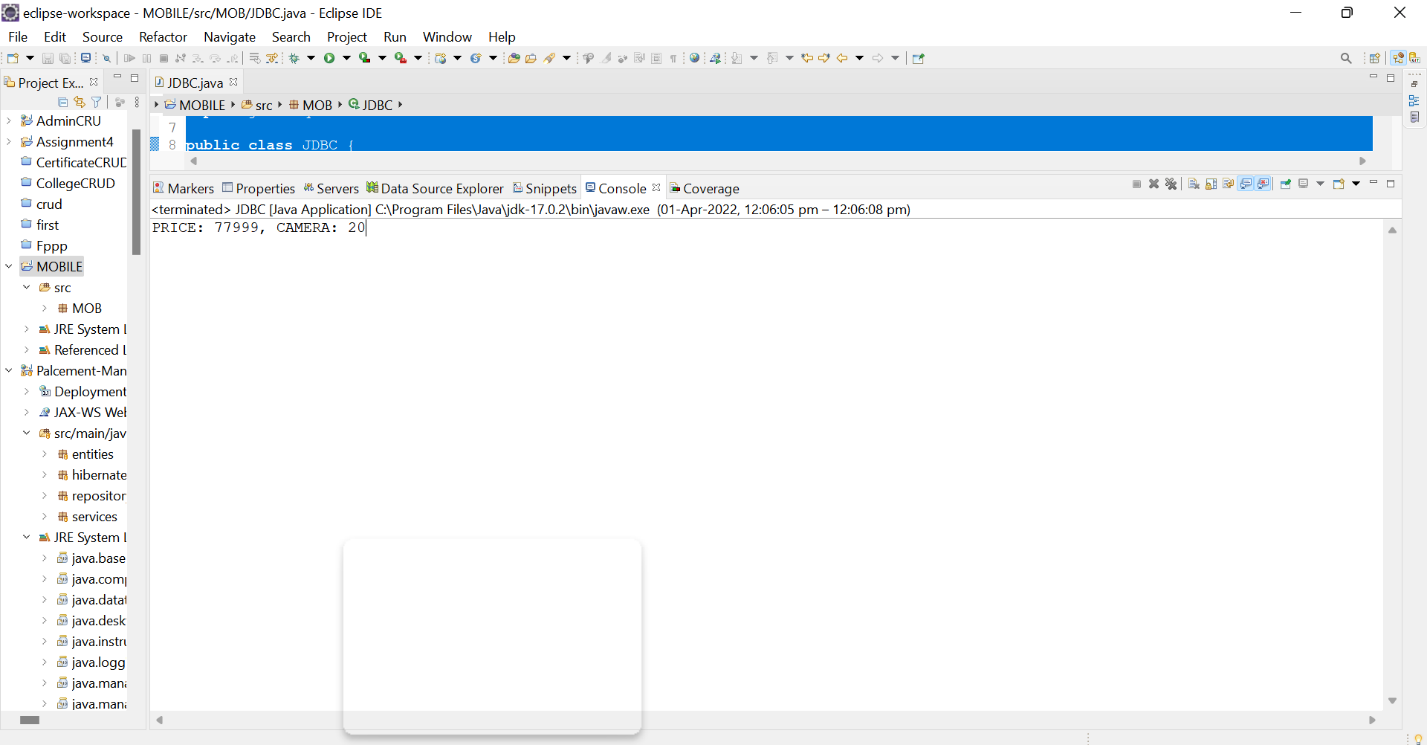 eclipse-workspace - MOBILE/src/MOB/JDBC.java - Eclipse IDE
File Edit Source Refactor Navigate Search Project Run Window Help
Project Ex...
AdminCRU
Assignment4
CertificateCRUD
CollegeCRUD
crud
first
Fppp
MOBILE
src
MOB
JRE System L
Referenced L
Palcement-Man
Deployment
JAX-WS Wel
src/main/jav
entities
hibernate
repositor
services
JRE System L
java.base
java.comp
java.datat
java.desk
java.instru
java.logg
java.mana
java.mana
JDBC.java
MOBILE src MOB JDBC
7
8 public class JDBC {
Markers Properties Servers Data Source Explorer Snippets Console Coverage
<terminated> JDBC [Java Application] C:\Program Files\Java\jdk-17.0.2\bin\javaw.exe (01-Apr-2022, 12:06:05 pm – 12:06:08 pm)
PRICE: 77999, CAMERA: 20